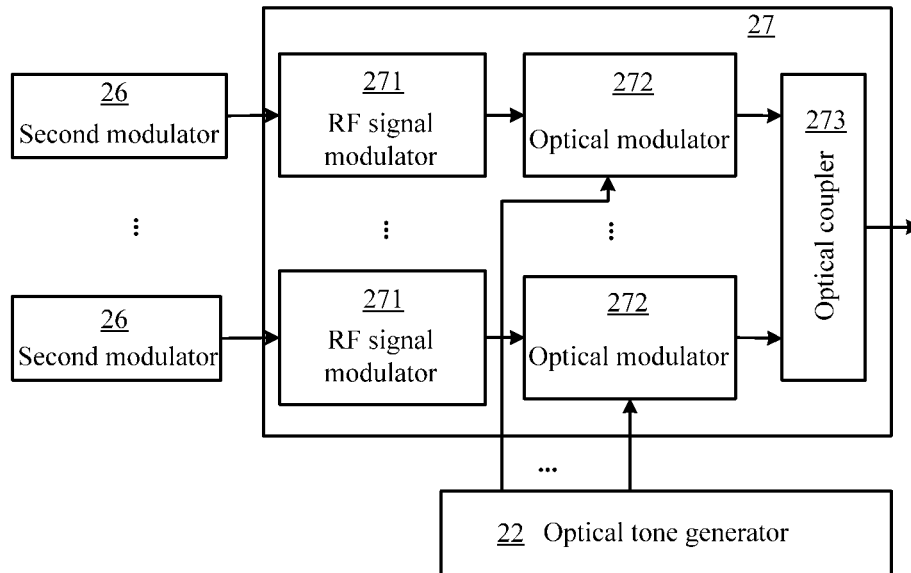 27
26
Second modulator
271
RF signal
modulator
272
Optical modulator
273
Optical coupler
...
...
...
26
Second modulator
271
RF signal
modulator
272
Optical modulator
...
22 Optical tone generator